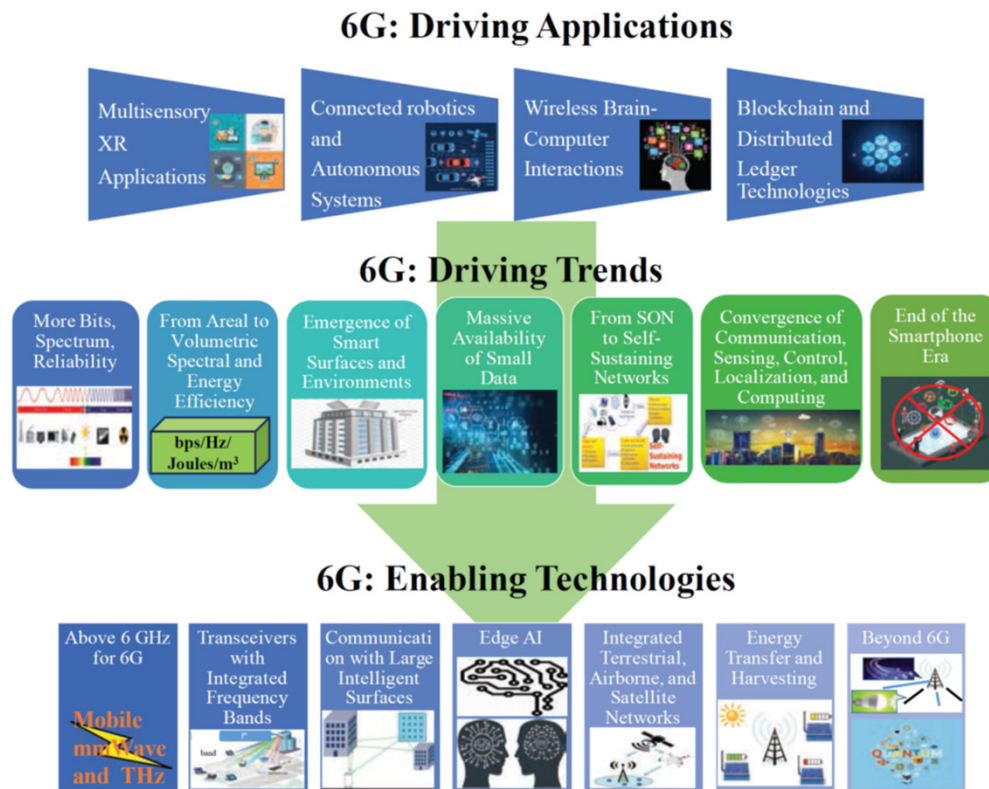 6G: Driving Applications
Multisensory
XR
Applications
Connected robotics
and
Autonomous
Systems
Wireless Brain-
Computer
Interactions
Blockchain and
Distributed
Ledger
Technologies
6G: Driving Trends
More Bits,
Spectrum,
Reliability
From Areal to
Volumetric
Spectral and
Energy
Efficiency
bps/Hz/
Joules/m³
Emergence of
Smart
Surfaces and
Environments
Massive
Availability
of Small
Data
From SON
to Self-
Sustaining
Networks
Self-
Sustaining
Networks
Convergence of
Communication,
Sensing, Control,
Localization, and
Computing
End of the
Smartphone
Era
6G: Enabling Technologies
Above 6 GHz
for 6G
Mobile
mmWave
and THz
Transceivers
with
Integrated
Frequency
Bands
band
Communicati
on with Large
Intelligent
Surfaces
Edge AI
Integrated
Terrestrial,
Airborne, and
Satellite
Networks
Energy
Transfer and
Harvesting
Beyond 6G
QUANTUM